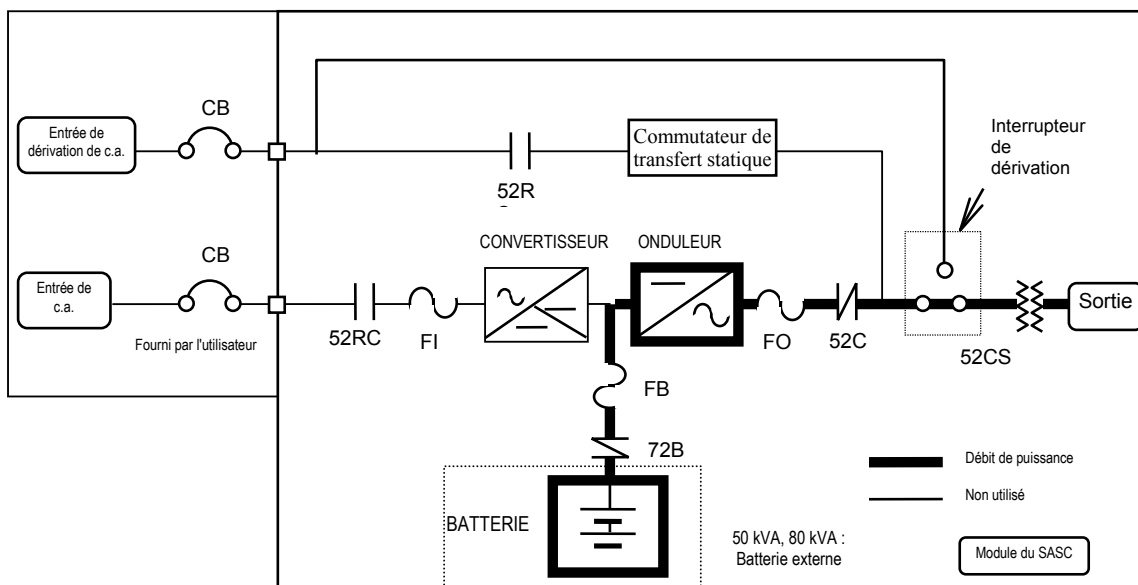 CB
Entrée de
dérivation de c.a.
Commutateur de
transfert statique
Interrupteur
de
dérivation
52R
CONVERTISSEUR
ONDULEUR
CB
Entrée de
c.a.
Sortie
Fourni par l'utilisateur
52RC
FI
FO
52C
52CS
FB
72B
Débit de puissance
Non utilisé
BATTERIE
50 kVA, 80 kVA :
Batterie externe
Module du SASC